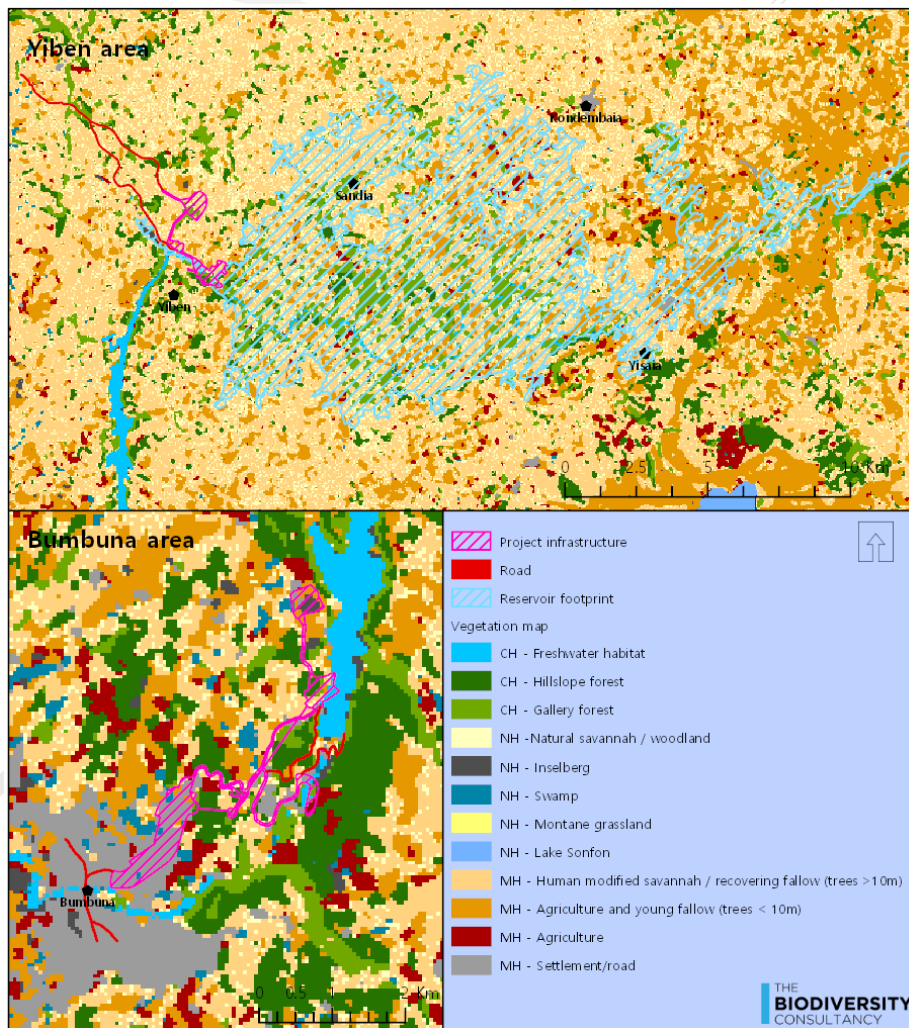 Yiben area
Kondembaia
Sandia
Yiben
Yisaia
0 2.5 5 10 Km
Bumbuna area
Bumbuna
0 0.5 1 2 Km
Project infrastructure
Road
Reservoir footprint
Vegetation map
CH - Freshwater habitat
CH - Hillslope forest
CH - Gallery forest
NH -Natural savannah / woodland
NH - Inselberg
NH - Swamp
NH - Montane grassland
NH - Lake Sonfon
MH - Human modified savannah / recovering fallow (trees >10m)
MH - Agriculture and young fallow (trees < 10m)
MH - Agriculture
MH - Settlement/road
THE
BIODIVERSITY
CONSULTANCY